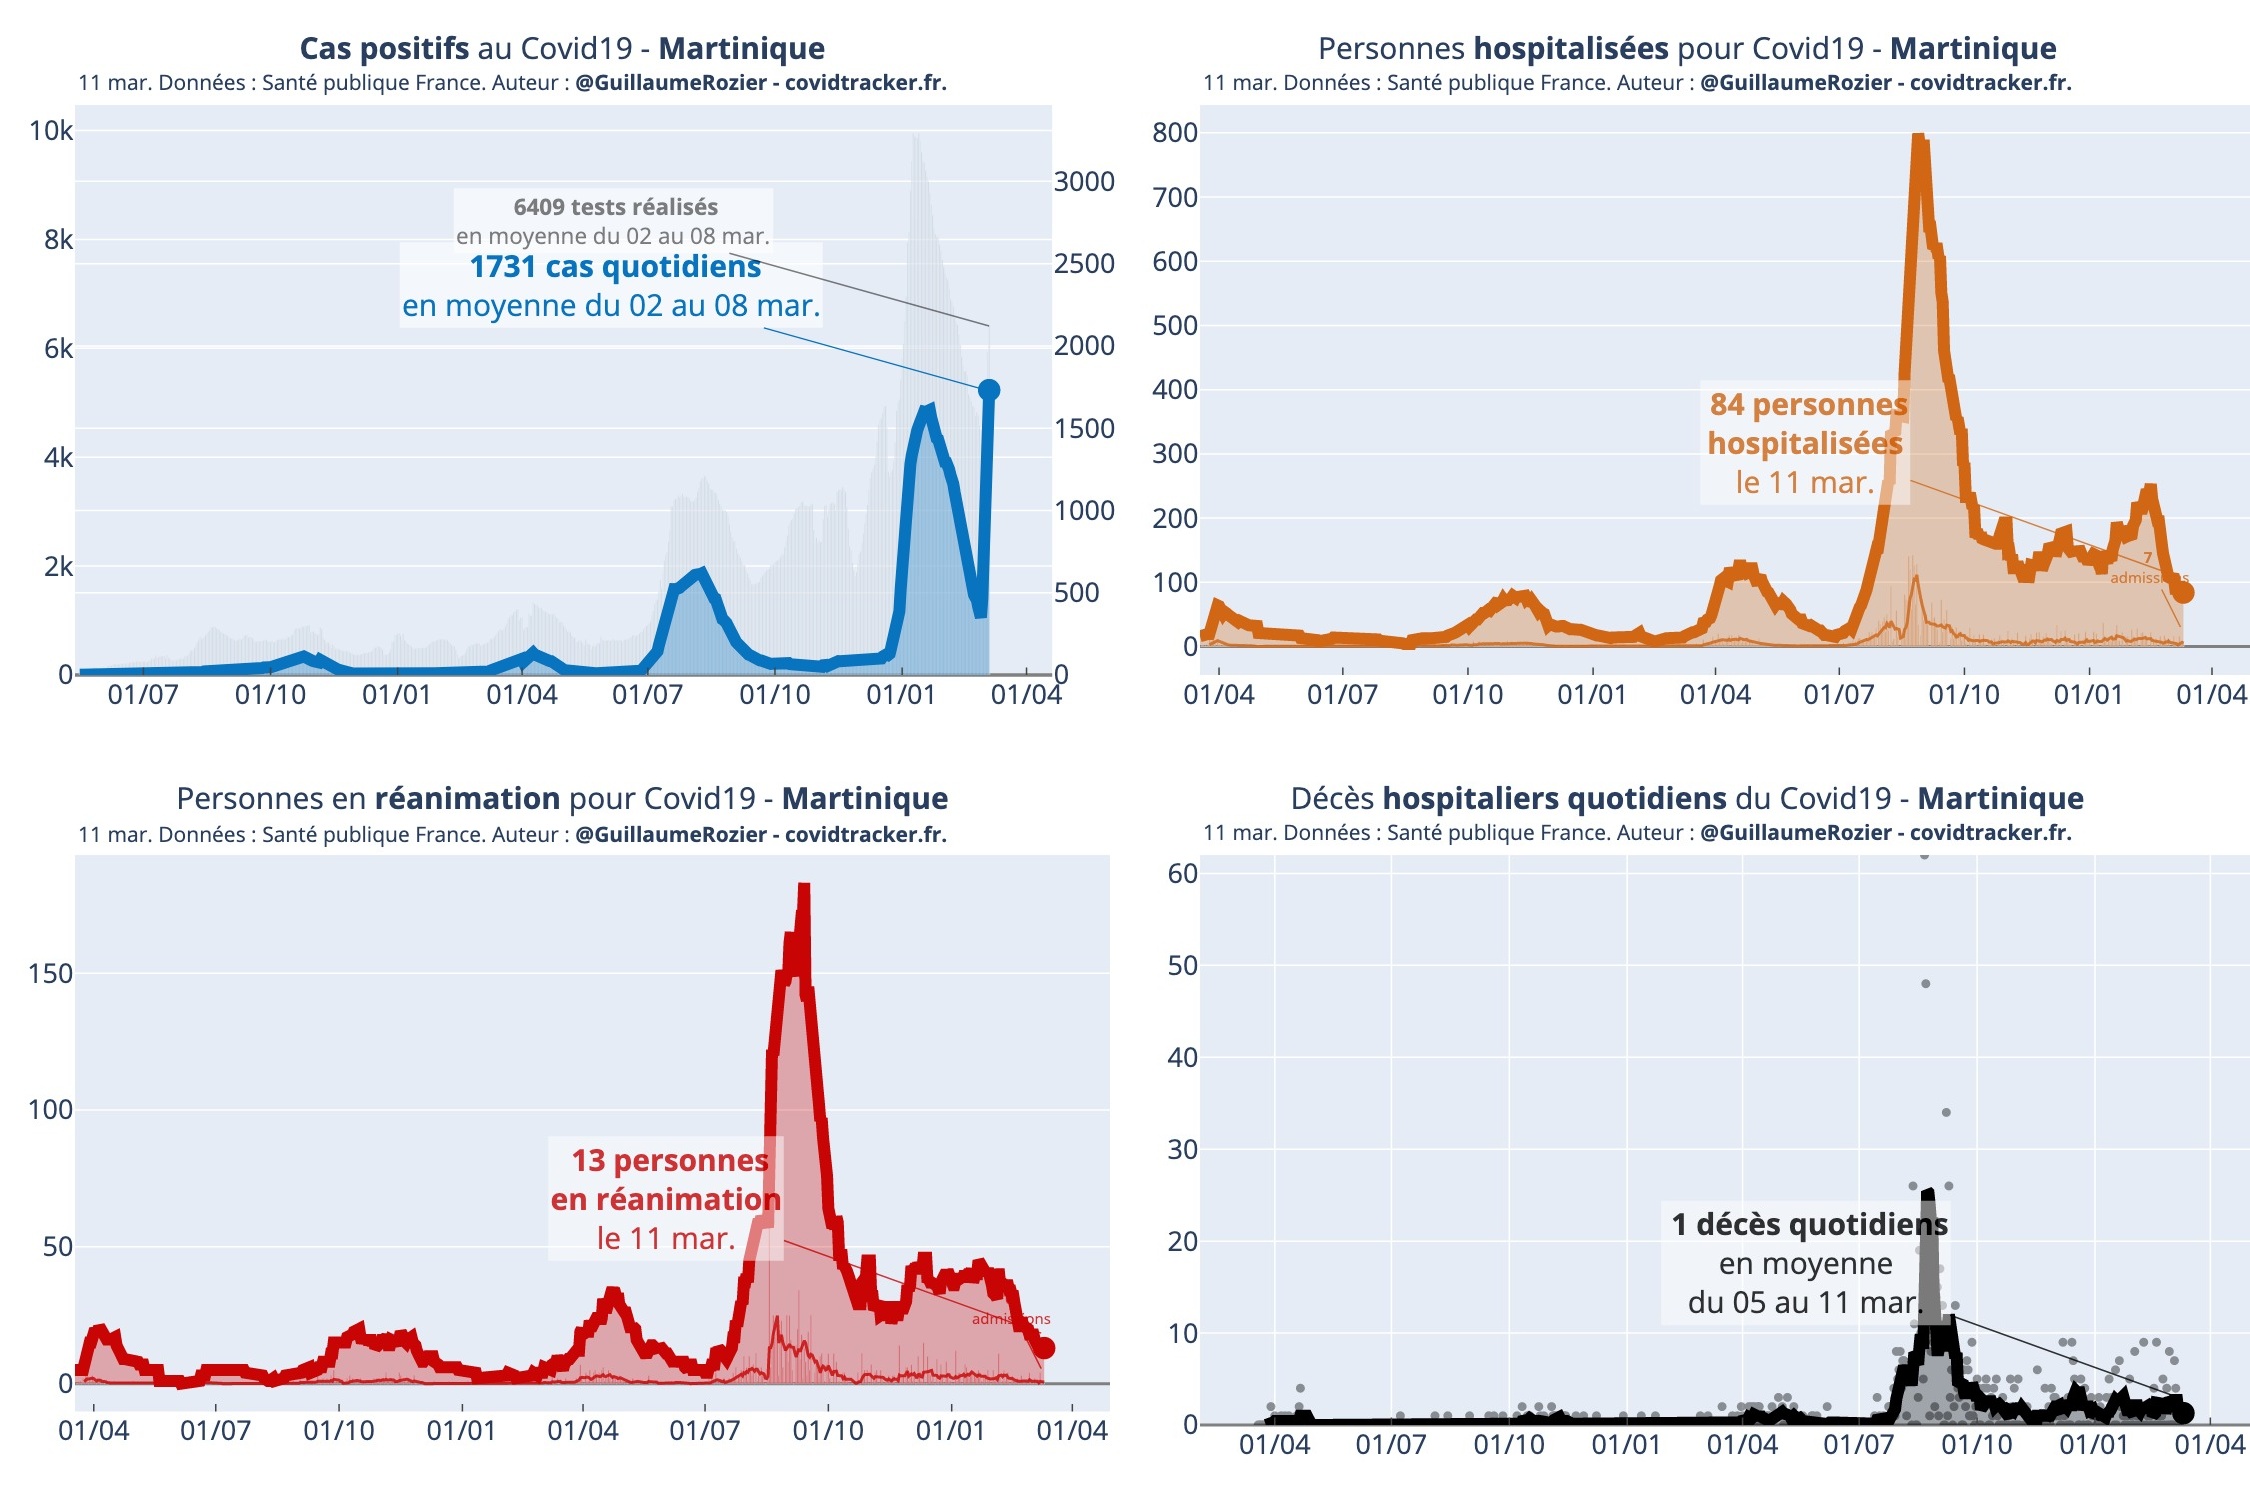 Cas positifs au Covid19 - Martinique
11 mar. Données : Santé publique France. Auteur : @GuillaumeRozier - covidtracker.fr.
10k
8k
6k
4k
2k
0
3000
2500
2000
1500
1000
500
0
6409 tests réalisés
en moyenne du 02 au 08 mar.
1731 cas quotidiens
en moyenne du 02 au 08 mar.
01/07 01/10 01/01 01/04 01/07 01/10 01/01 01/04
Personnes hospitalisées pour Covid19 - Martinique
11 mar. Données : Santé publique France. Auteur : @GuillaumeRozier - covidtracker.fr.
800
700
600
500
400
300
200
100
0
84 personnes
hospitalisées
le 11 mar.
7
admissions
01/04 01/07 01/10 01/01 01/04 01/07 01/10 01/01 01/04
Personnes en réanimation pour Covid19 - Martinique
11 mar. Données : Santé publique France. Auteur : @GuillaumeRozier - covidtracker.fr.
150
100
50
0
13 personnes
en réanimation
le 11 mar.
admissions
01/04 01/07 01/10 01/01 01/04 01/07 01/10 01/01 01/04
Décès hospitaliers quotidiens du Covid19 - Martinique
11 mar. Données : Santé publique France. Auteur : @GuillaumeRozier - covidtracker.fr.
60
50
40
30
20
10
0
1 décès quotidiens
en moyenne
du 05 au 11 mar.
01/04 01/07 01/10 01/01 01/04 01/07 01/10 01/01 01/04